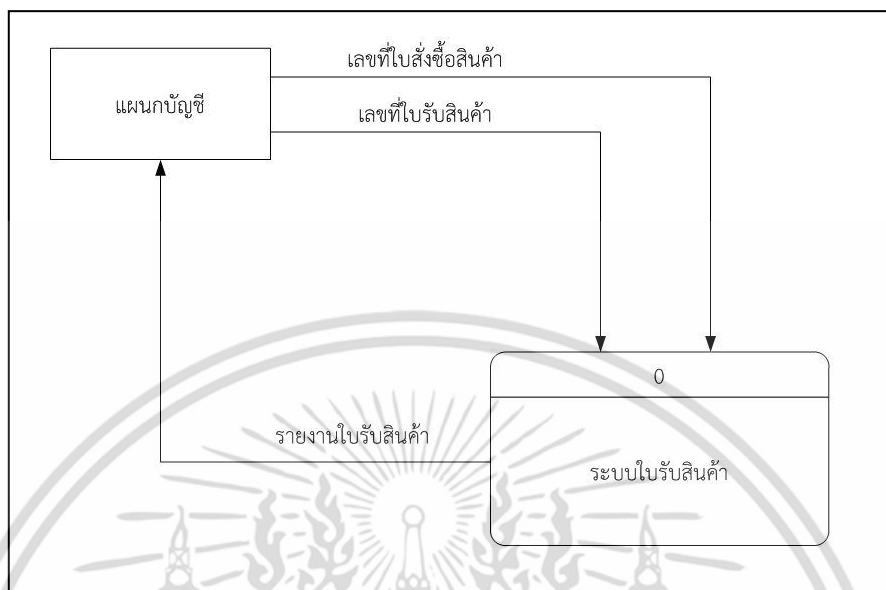 เลขที่ใบสั่งซื้อสินค้า
แผนกบัญชี
เลขที่ใบรับสินค้า
0
รายงานใบรับสินค้า
ระบบใบรับสินค้า